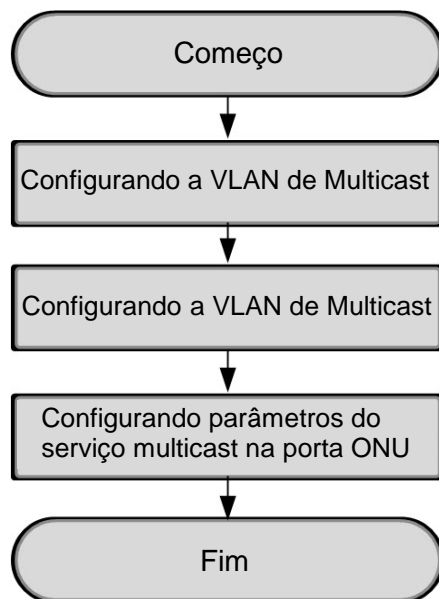 Começo
Configurando a VLAN de Multicast
Configurando a VLAN de Multicast
Configurando parâmetros do
serviço multicast na porta ONU
Fim